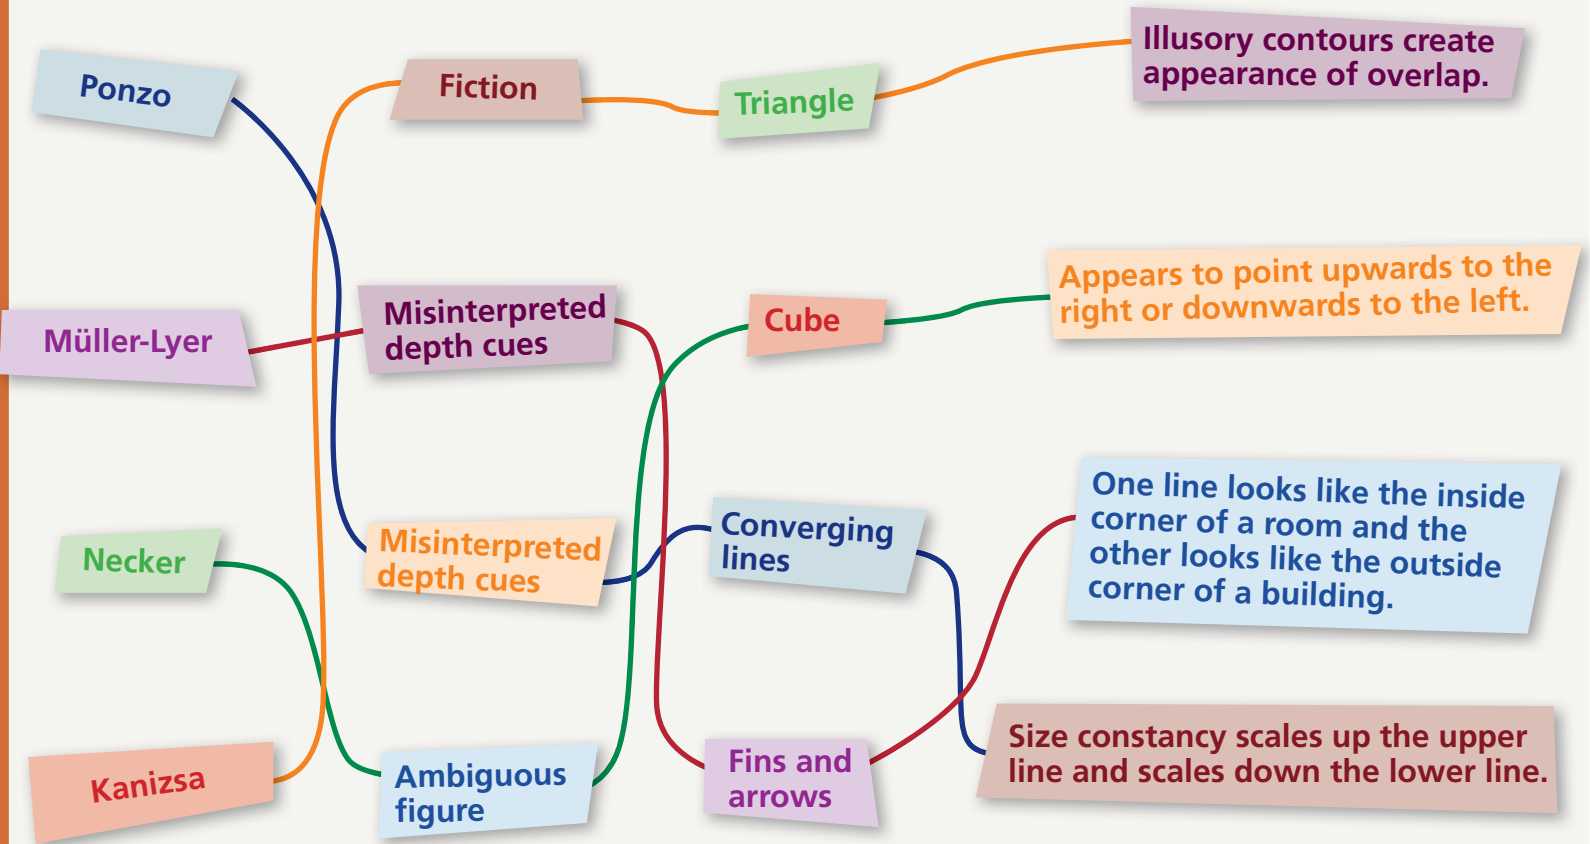 Ponzo
Fiction
Triangle
Illusory contours create
appearance of overlap.
Müller-Lyer
Misinterpreted
depth cues
Cube
Appears to point upwards to the
right or downwards to the left.
Necker
Misinterpreted
depth cues
Converging
lines
One line looks like the inside
corner of a room and the
other looks like the outside
corner of a building.
Kanizsa
Ambiguous
figure
Fins and
arrows
Size constancy scales up the upper
line and scales down the lower line.